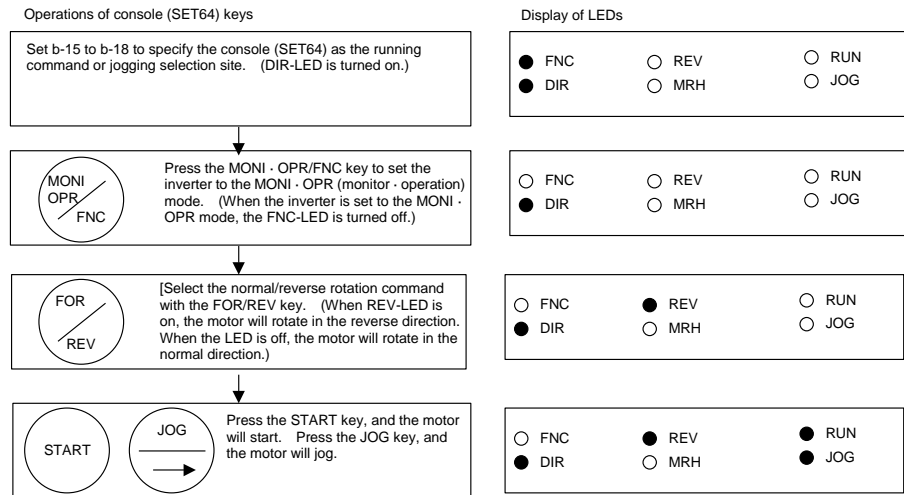 Operations of console (SET64) keys
Display of LEDs
Set b-15 to b-18 to specify the console (SET64) as the running
command or jogging selection site. (DIR-LED is turned on.)
FNC REV RUN
DIR MRH JOG
MONI
OPR
FNC
Press the MONI · OPR/FNC key to set the
inverter to the MONI · OPR (monitor · operation)
mode. (When the inverter is set to the MONI ·
OPR mode, the FNC-LED is turned off.)
FNC REV RUN
DIR MRH JOG
FOR
REV
[Select the normal/reverse rotation command
with the FOR/REV key. (When REV-LED is
on, the motor will rotate in the reverse direction.
When the LED is off, the motor will rotate in the
normal direction.)
FNC REV RUN
DIR MRH JOG
START
JOG
Press the START key, and the motor
will start. Press the JOG key, and
the motor will jog.
FNC REV RUN
DIR MRH JOG